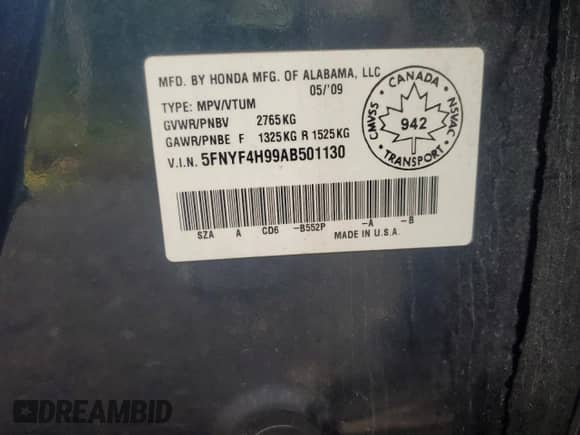 MFD. BY HONDA MFG. OF ALABAMA, LLC
05/'09
TYPE: MPV/VTUM
GVWR/PNBV 2765KG
GAWR/PNBE F 1325KG R 1525KG
V.I.N. 5FNYF4H99AB501130
CANADA
CMVSS
942
NSVAC
TRANSPORT
SZA A CD6 -B552P -A -B
MADE IN U.S.A.
DREAMBID